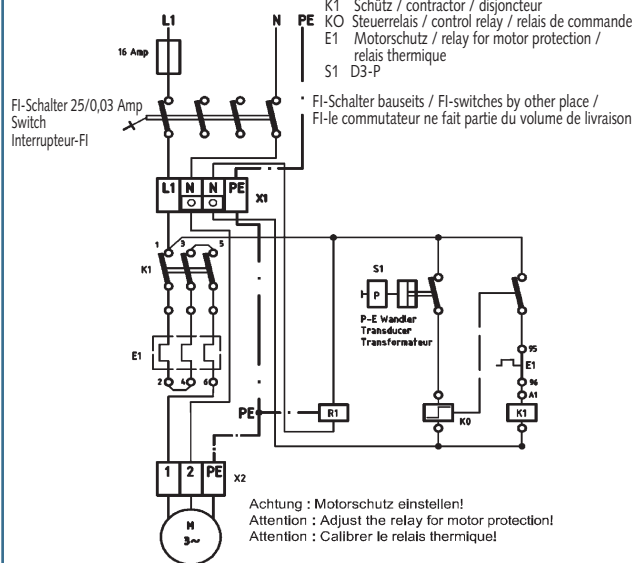 K1 Schütz / contractor / disjoncteur
L1 N PE KO Steuerrelais / control relay / relais de commande
E1 Motorschutz / relay for motor protection /
relais thermique
S1 D3-P
16 Amp
FI-Schalter 25/0,03 Amp
Switch
Interrupteur-FI
FI-Schalter bauseits / FI-switches by other place /
FI-le commutateur ne fait partie du volume de livraison
L1 N N PE X1
1 3 5
K1
S1
P
P-E Wandler
Transducer
Transformateur
95
E1
96
E1
2 4 6
A1
PE R1 K0 K1
1 2 PE X2
M
3~
Achtung : Motorschutz einstellen!
Attention : Adjust the relay for motor protection!
Attention : Calibrer le relais thermique!